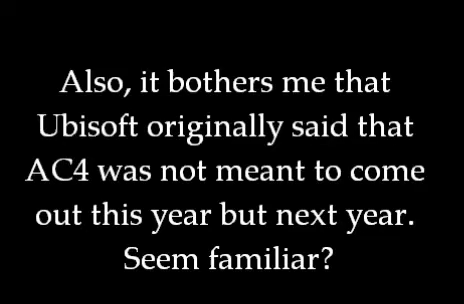 Also, it bothers me that
Ubisoft originally said that
AC4 was not meant to come
out this year but next year.
Seem familiar?